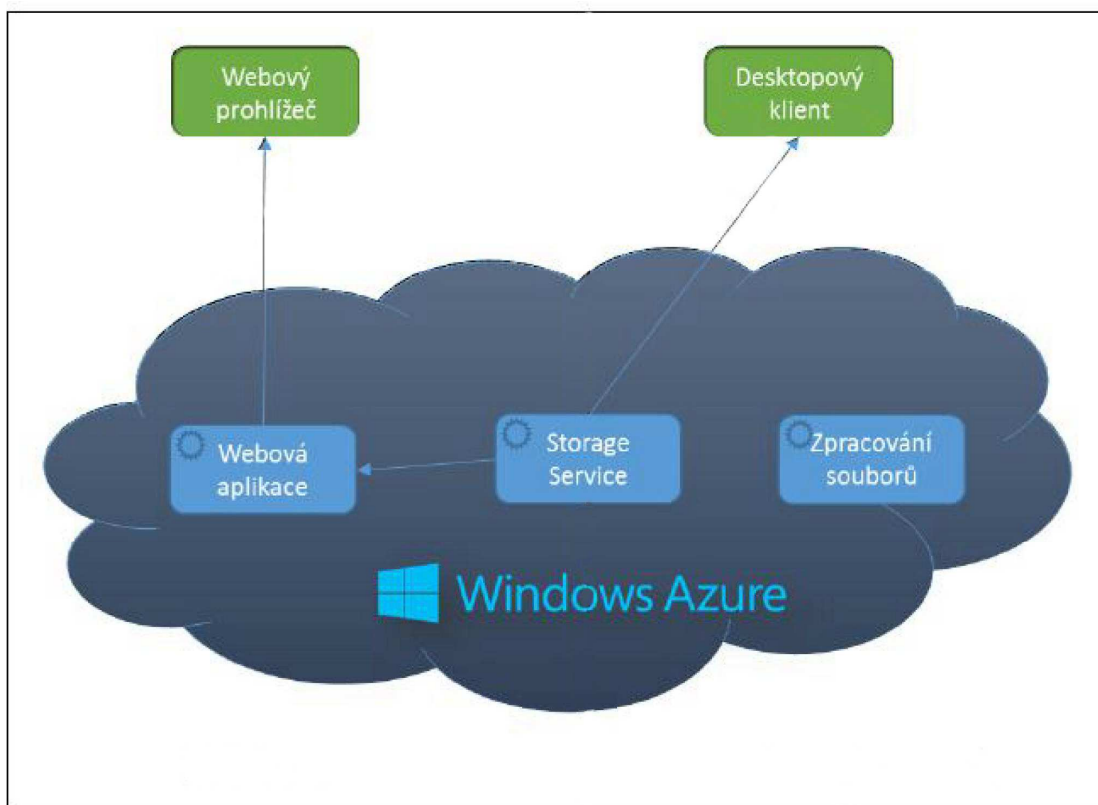 Webový
prohlížeč
Desktopový
klient
Webová
aplikace
Storage
Service
Zpracování
souborů
Windows Azure